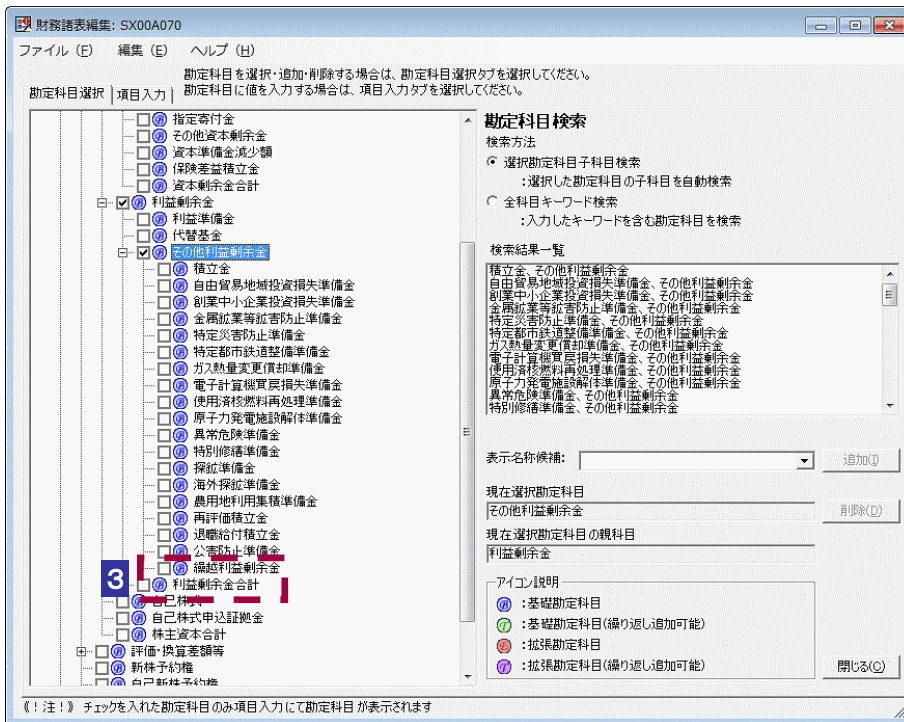 財務諸表編集: SX00A070
ファイル (F) 編集 (E) ヘルプ (H)
勘定科目を選択・追加・削除する場合は、勘定科目選択タブを選択してください。
勘定科目に値を入力する場合は、項目入力タブを選択してください。
勘定科目選択 項目入力
指定寄付金
その他資本剰余金
資本準備金減少額
保険差益積立金
資本剰余金合計
利益剰余金
利益準備金
代替基金
その他利益剰余金
積立金
自由貿易地域投資損失準備金
創業中小企業投資損失準備金
金属鉱業等鉱害防止準備金
特定災害防止準備金
特定都市鉄道整備準備金
ガス熱量変更償却準備金
電子計算機買戻損失準備金
使用済核燃料再処理準備金
原子力発電施設解体準備金
異常危険準備金
特別修繕準備金
探鉱準備金
海外探鉱準備金
農用地利用集積準備金
再評価積立金
退職給付積立金
公害防止準備金
繰越利益剰余金
3
利益剰余金合計
自己株式
自己株式申込証拠金
株主資本合計
評価・換算差額等
新株予約権
自己新株予約権
勘定科目検索
検索方法
選択勘定科目子科目検索
:選択した勘定科目の子科目を自動検索
全科目キーワード検索
:入力したキーワードを含む勘定科目を検索
検索結果一覧
積立金、その他利益剰余金
自由貿易地域投資損失準備金、その他利益剰余金
創業中小企業投資損失準備金、その他利益剰余金
金属鉱業等鉱害防止準備金、その他利益剰余金
特定災害防止準備金、その他利益剰余金
特定都市鉄道整備準備金、その他利益剰余金
ガス熱量変更償却準備金、その他利益剰余金
電子計算機買戻損失準備金、その他利益剰余金
使用済核燃料再処理準備金、その他利益剰余金
原子力発電施設解体準備金、その他利益剰余金
異常危険準備金、その他利益剰余金
特別修繕準備金、その他利益剰余金
表示名称候補: 追加(I)
現在選択勘定科目
その他利益剰余金 削除(D)
現在選択勘定科目の親科目
利益剰余金
アイコン説明
:基礎勘定科目
:基礎勘定科目(繰り返し追加可能)
:拡張勘定科目
:拡張勘定科目(繰り返し追加可能)
閉じる(C)
《！注！》 チェックを入れた勘定科目のみ項目入力にて勘定科目が表示されます